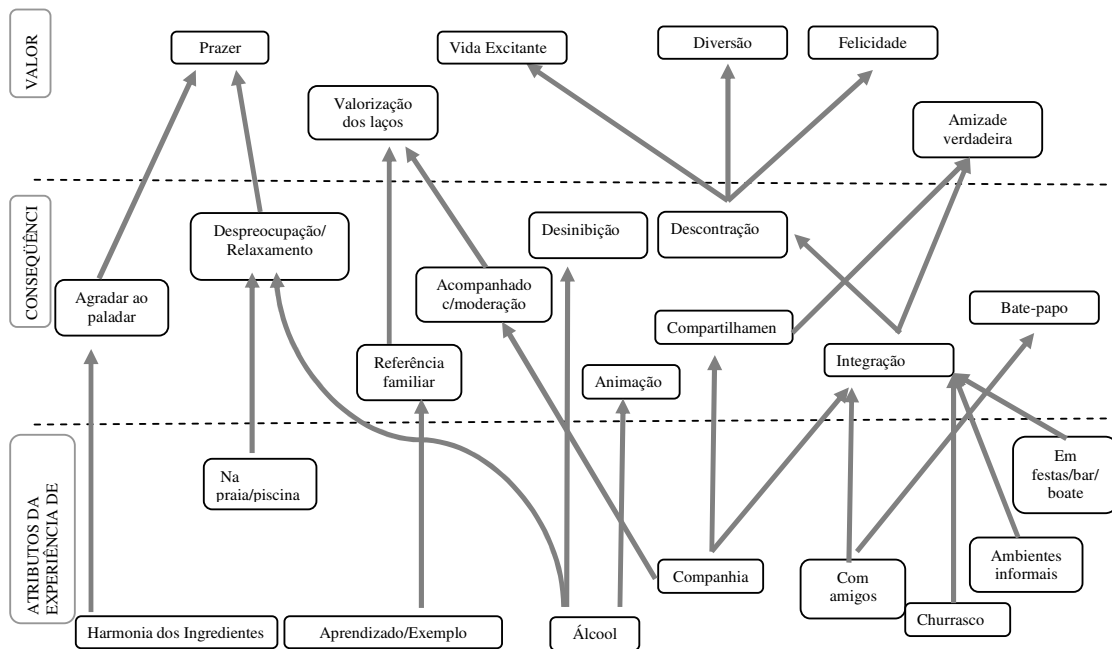 VALOR
Prazer
Vida Excitante
Diversão
Felicidade
Valorização
dos laços
Amizade
verdadeira
CONSEQÜÊNCI
Despreocupação/
Relaxamento
Desinibição
Descontração
Agradar ao
paladar
Acompanhado
c/moderação
Compartilhamen
Bate-papo
Referência
familiar
Animação
Integração
ATRIBUTOS DA
EXPERIÊNCIA DE
Na
praia/piscina
Em
festas/bar/
boate
Companhia
Com
amigos
Ambientes
informais
Harmonia dos Ingredientes
Aprendizado/Exemplo
Álcool
Churrasco